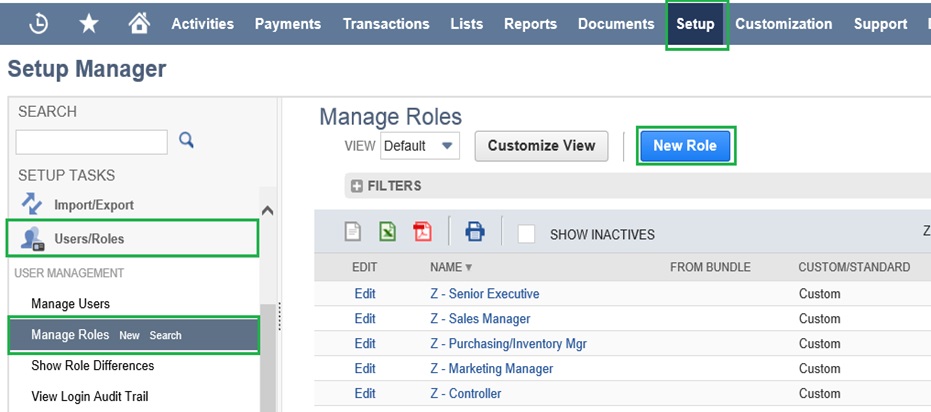 Activities Payments Transactions Lists Reports Documents Setup Customization Support
Setup Manager
SEARCH
SETUP TASKS
Import/Export
Users/Roles
USER MANAGEMENT
Manage Users
Manage Roles New Search
Show Role Differences
View Login Audit Trail
Manage Roles
VIEW Default Customize View New Role
FILTERS
SHOW INACTIVES Z
EDIT NAME FROM BUNDLE CUSTOM/STANDARD
Edit Z - Senior Executive Custom
Edit Z - Sales Manager Custom
Edit Z - Purchasing/Inventory Mgr Custom
Edit Z - Marketing Manager Custom
Edit Z - Controller Custom